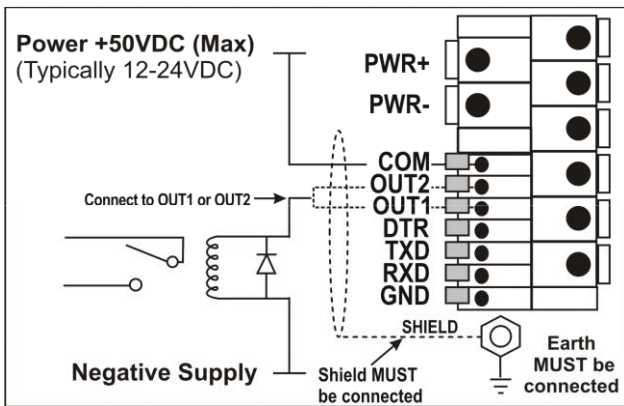 Power +50VDC (Max)
(Typically 12-24VDC)
PWR+
PWR-
COM
OUT2
Connect to OUT1 or OUT2
OUT1
DTR
TXD
RXD
GND
SHIELD
Negative Supply
Shield MUST
be connected
Earth
MUST be
connected